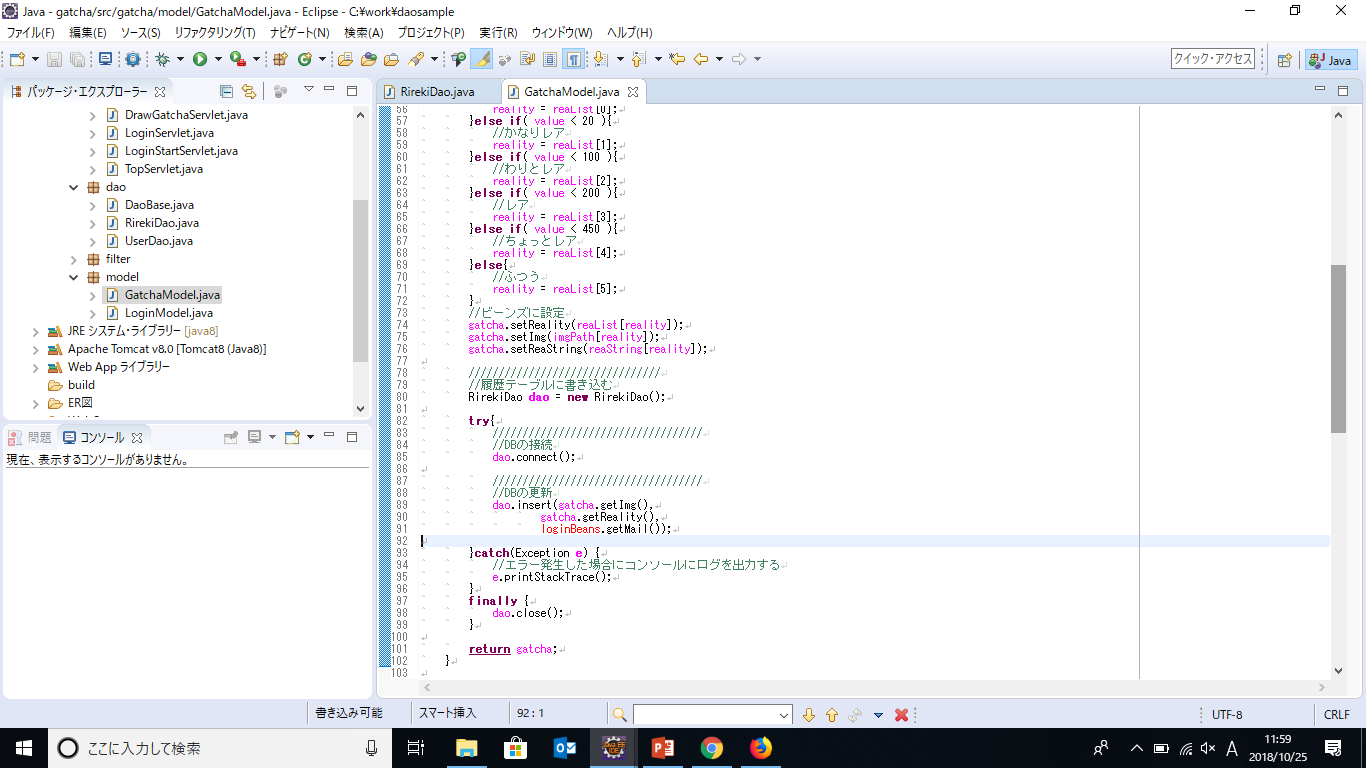 Java - gatcha/src/gatcha/model/GatchaModel.java - Eclipse - C:¥work¥daosample
ファイル(F) 編集(E) ソース(S) リファクタリング(T) ナビゲート(N) 検索(A) プロジェクト(P) 実行(R) ウィンドウ(W) ヘルプ(H)
クイック・アクセス Java
パッケージ・エクスプローラー
DrawGatchaServlet.java
LoginServlet.java
LoginStartServlet.java
TopServlet.java
dao
DaoBase.java
RirekiDao.java
UserDao.java
filter
model
GatchaModel.java
LoginModel.java
JRE システム・ライブラリー [java8]
Apache Tomcat v8.0 [Tomcat8 (Java8)]
Web App ライブラリー
build
ER図
問題 コンソール
現在、表示するコンソールがありません。
RirekiDao.java GatchaModel.java
56 reality = reaList[0];
57 }else if( value < 20 ){
58 //かなりレア
59 reality = reaList[1];
60 }else if( value < 100 ){
61 //わりとレア
62 reality = reaList[2];
63 }else if( value < 200 ){
64 //レア
65 reality = reaList[3];
66 }else if( value < 450 ){
67 //ちょっとレア
68 reality = reaList[4];
69 }else{
70 //ふつう
71 reality = reaList[5];
72 }
73 //ビーンズに設定
74 gatcha.setReality(reaList[reality]);
75 gatcha.setImg(imgPath[reality]);
76 gatcha.setReaString(reaString[reality]);
77
78 ////////////////////////////////
79 //履歴テーブルに書き込む
80 RirekiDao dao = new RirekiDao();
81
82 try{
83 ///////////////////////////////////
84 //DBの接続
85 dao.connect();
86
87 ///////////////////////////////////
88 //DBの更新
89 dao.insert(gatcha.getImg(),
90 gatcha.getReality(),
91 loginBeans.getMail());
92
93 }catch(Exception e) {
94 //エラー発生した場合にコンソールにログを出力する
95 e.printStackTrace();
96 }
97 finally {
98 dao.close();
99 }
100
101 return gatcha;
102 }
103
書き込み可能 スマート挿入 92 : 1 UTF-8 CRLF
ここに入力して検索
A 11:59
2018/10/25